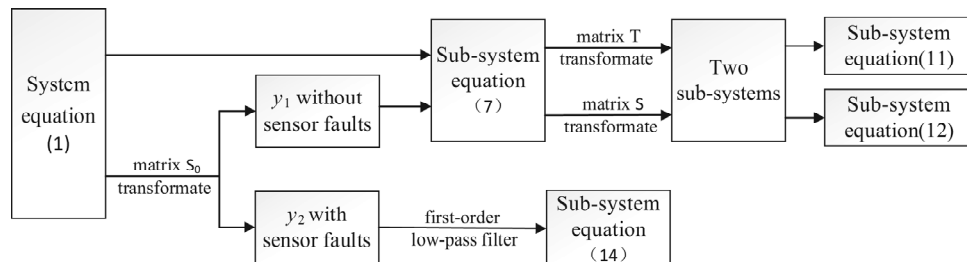 System
equation
(1)
matrix S₀
transformate
y₁ without
sensor faults
y₂ with
sensor faults
first-order
low-pass filter
Sub-system
equation
（7）
matrix T
transformate
matrix S
transformate
Two
sub-systems
Sub-system
equation(11)
Sub-system
equation(12)
Sub-system
equation
（14）